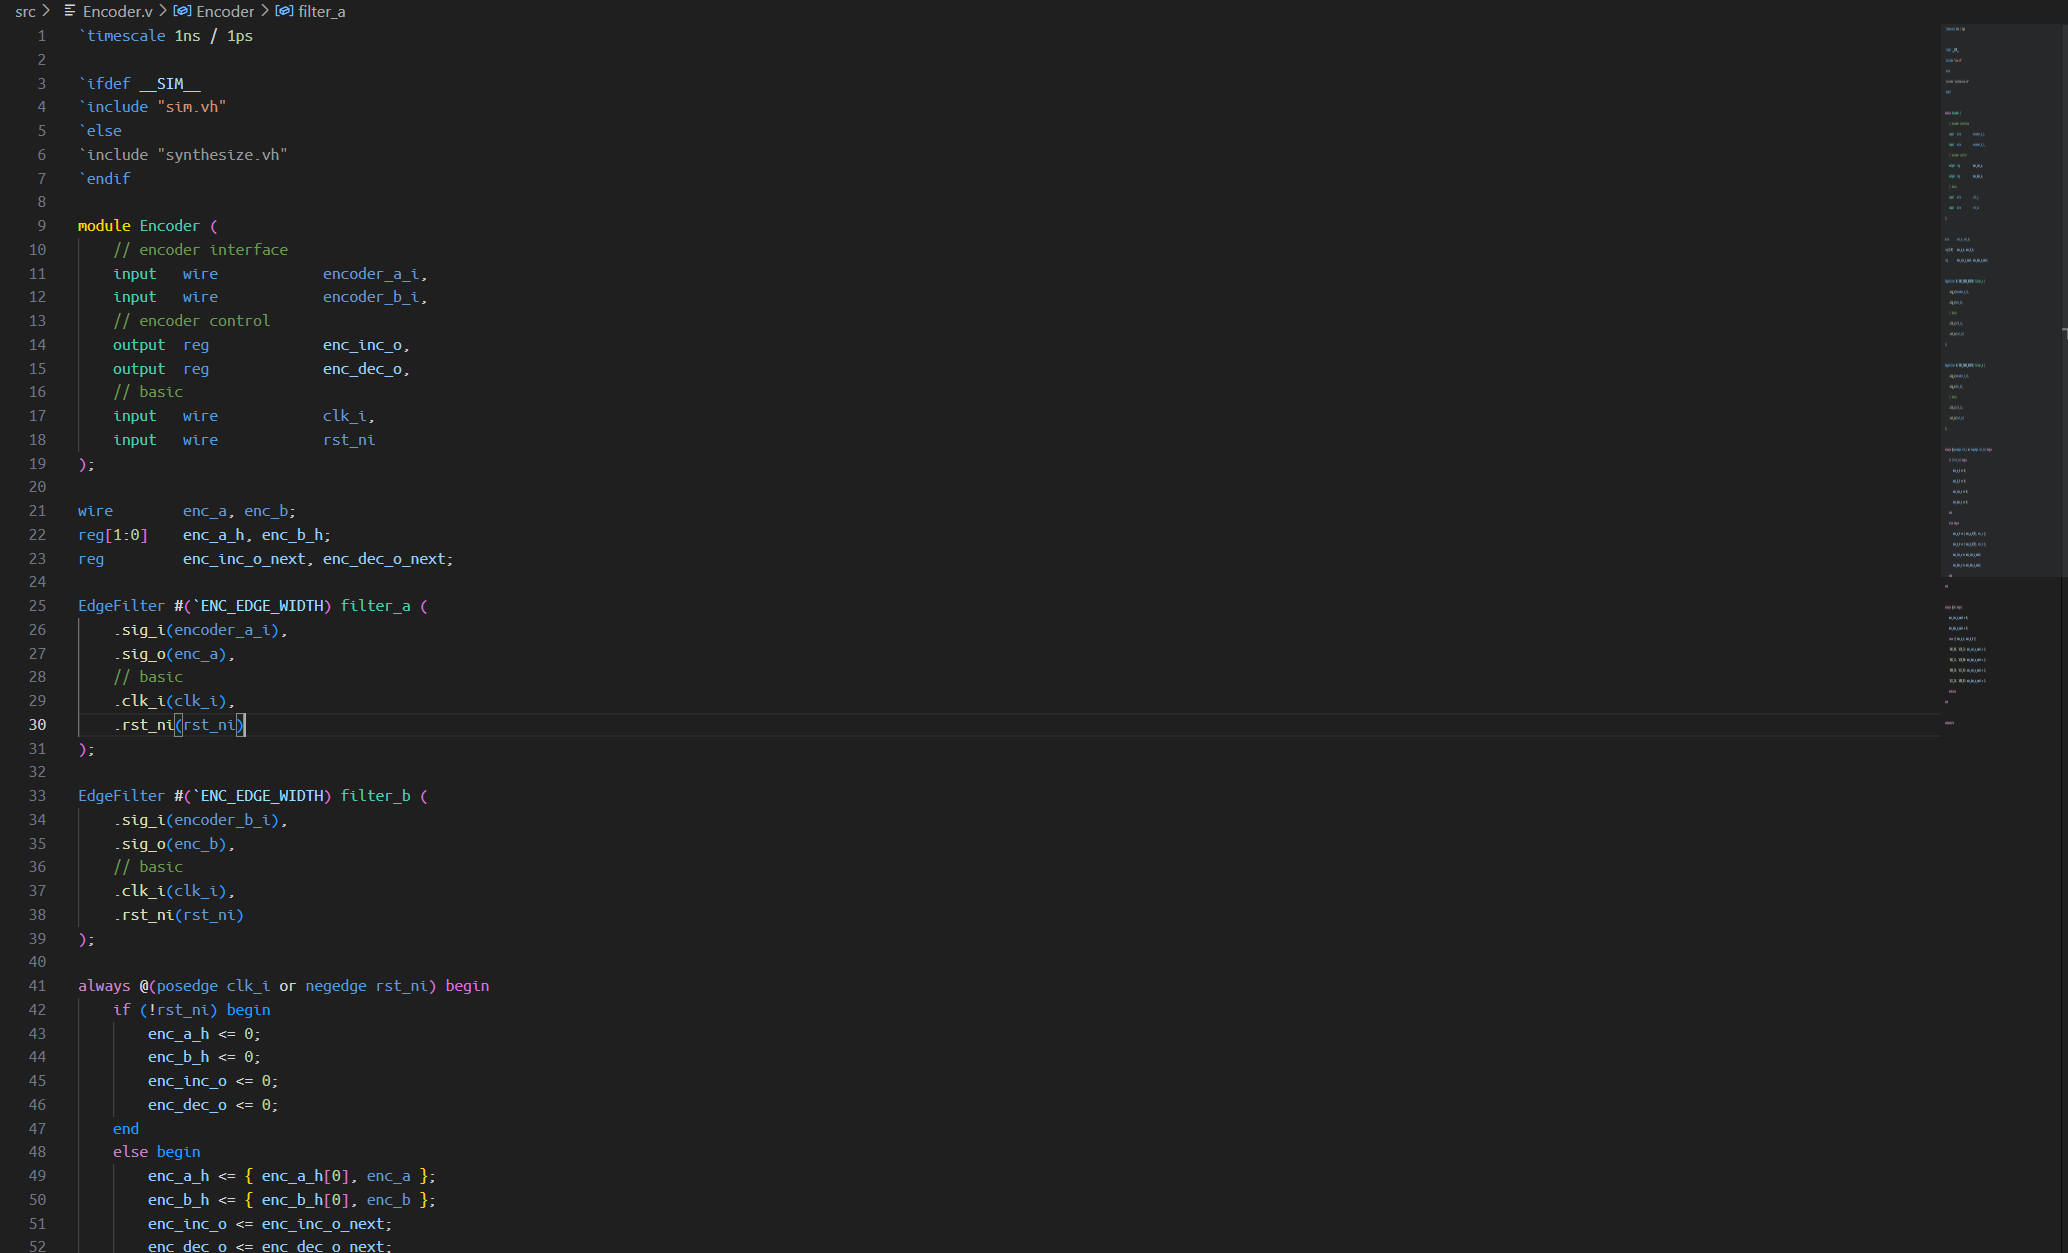 src > Encoder.v > Encoder > filter_a
1 `timescale 1ns / 1ps
2
3 `ifdef __SIM__
4 `include "sim.vh"
5 `else
6 `include "synthesize.vh"
7 `endif
8
9 module Encoder (
10     // encoder interface
11     input   wire            encoder_a_i,
12     input   wire            encoder_b_i,
13     // encoder control
14     output  reg             enc_inc_o,
15     output  reg             enc_dec_o,
16     // basic
17     input   wire            clk_i,
18     input   wire            rst_ni
19 );
20
21 wire        enc_a, enc_b;
22 reg[1:0]    enc_a_h, enc_b_h;
23 reg         enc_inc_o_next, enc_dec_o_next;
24
25 EdgeFilter #(`ENC_EDGE_WIDTH) filter_a (
26     .sig_i(encoder_a_i),
27     .sig_o(enc_a),
28     // basic
29     .clk_i(clk_i),
30     .rst_ni(rst_ni)
31 );
32
33 EdgeFilter #(`ENC_EDGE_WIDTH) filter_b (
34     .sig_i(encoder_b_i),
35     .sig_o(enc_b),
36     // basic
37     .clk_i(clk_i),
38     .rst_ni(rst_ni)
39 );
40
41 always @(posedge clk_i or negedge rst_ni) begin
42     if (!rst_ni) begin
43         enc_a_h <= 0;
44         enc_b_h <= 0;
45         enc_inc_o <= 0;
46         enc_dec_o <= 0;
47     end
48     else begin
49         enc_a_h <= { enc_a_h[0], enc_a };
50         enc_b_h <= { enc_b_h[0], enc_b };
51         enc_inc_o <= enc_inc_o_next;
52         enc_dec_o <= enc_dec_o_next;